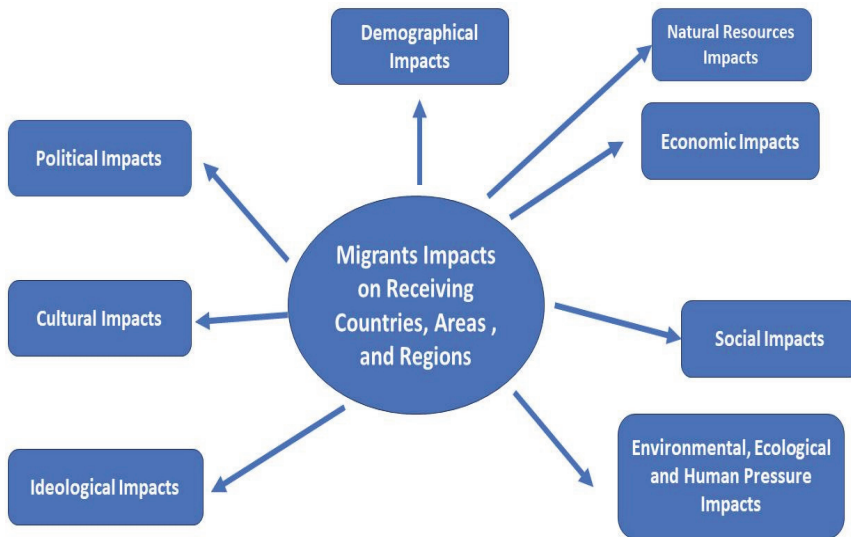 Demographical
Impacts
Natural Resources
Impacts
Economic Impacts
Political Impacts
Migrants Impacts
on Receiving
Countries, Areas ,
and Regions
Cultural Impacts
Social Impacts
Ideological Impacts
Environmental, Ecological
and Human Pressure
Impacts